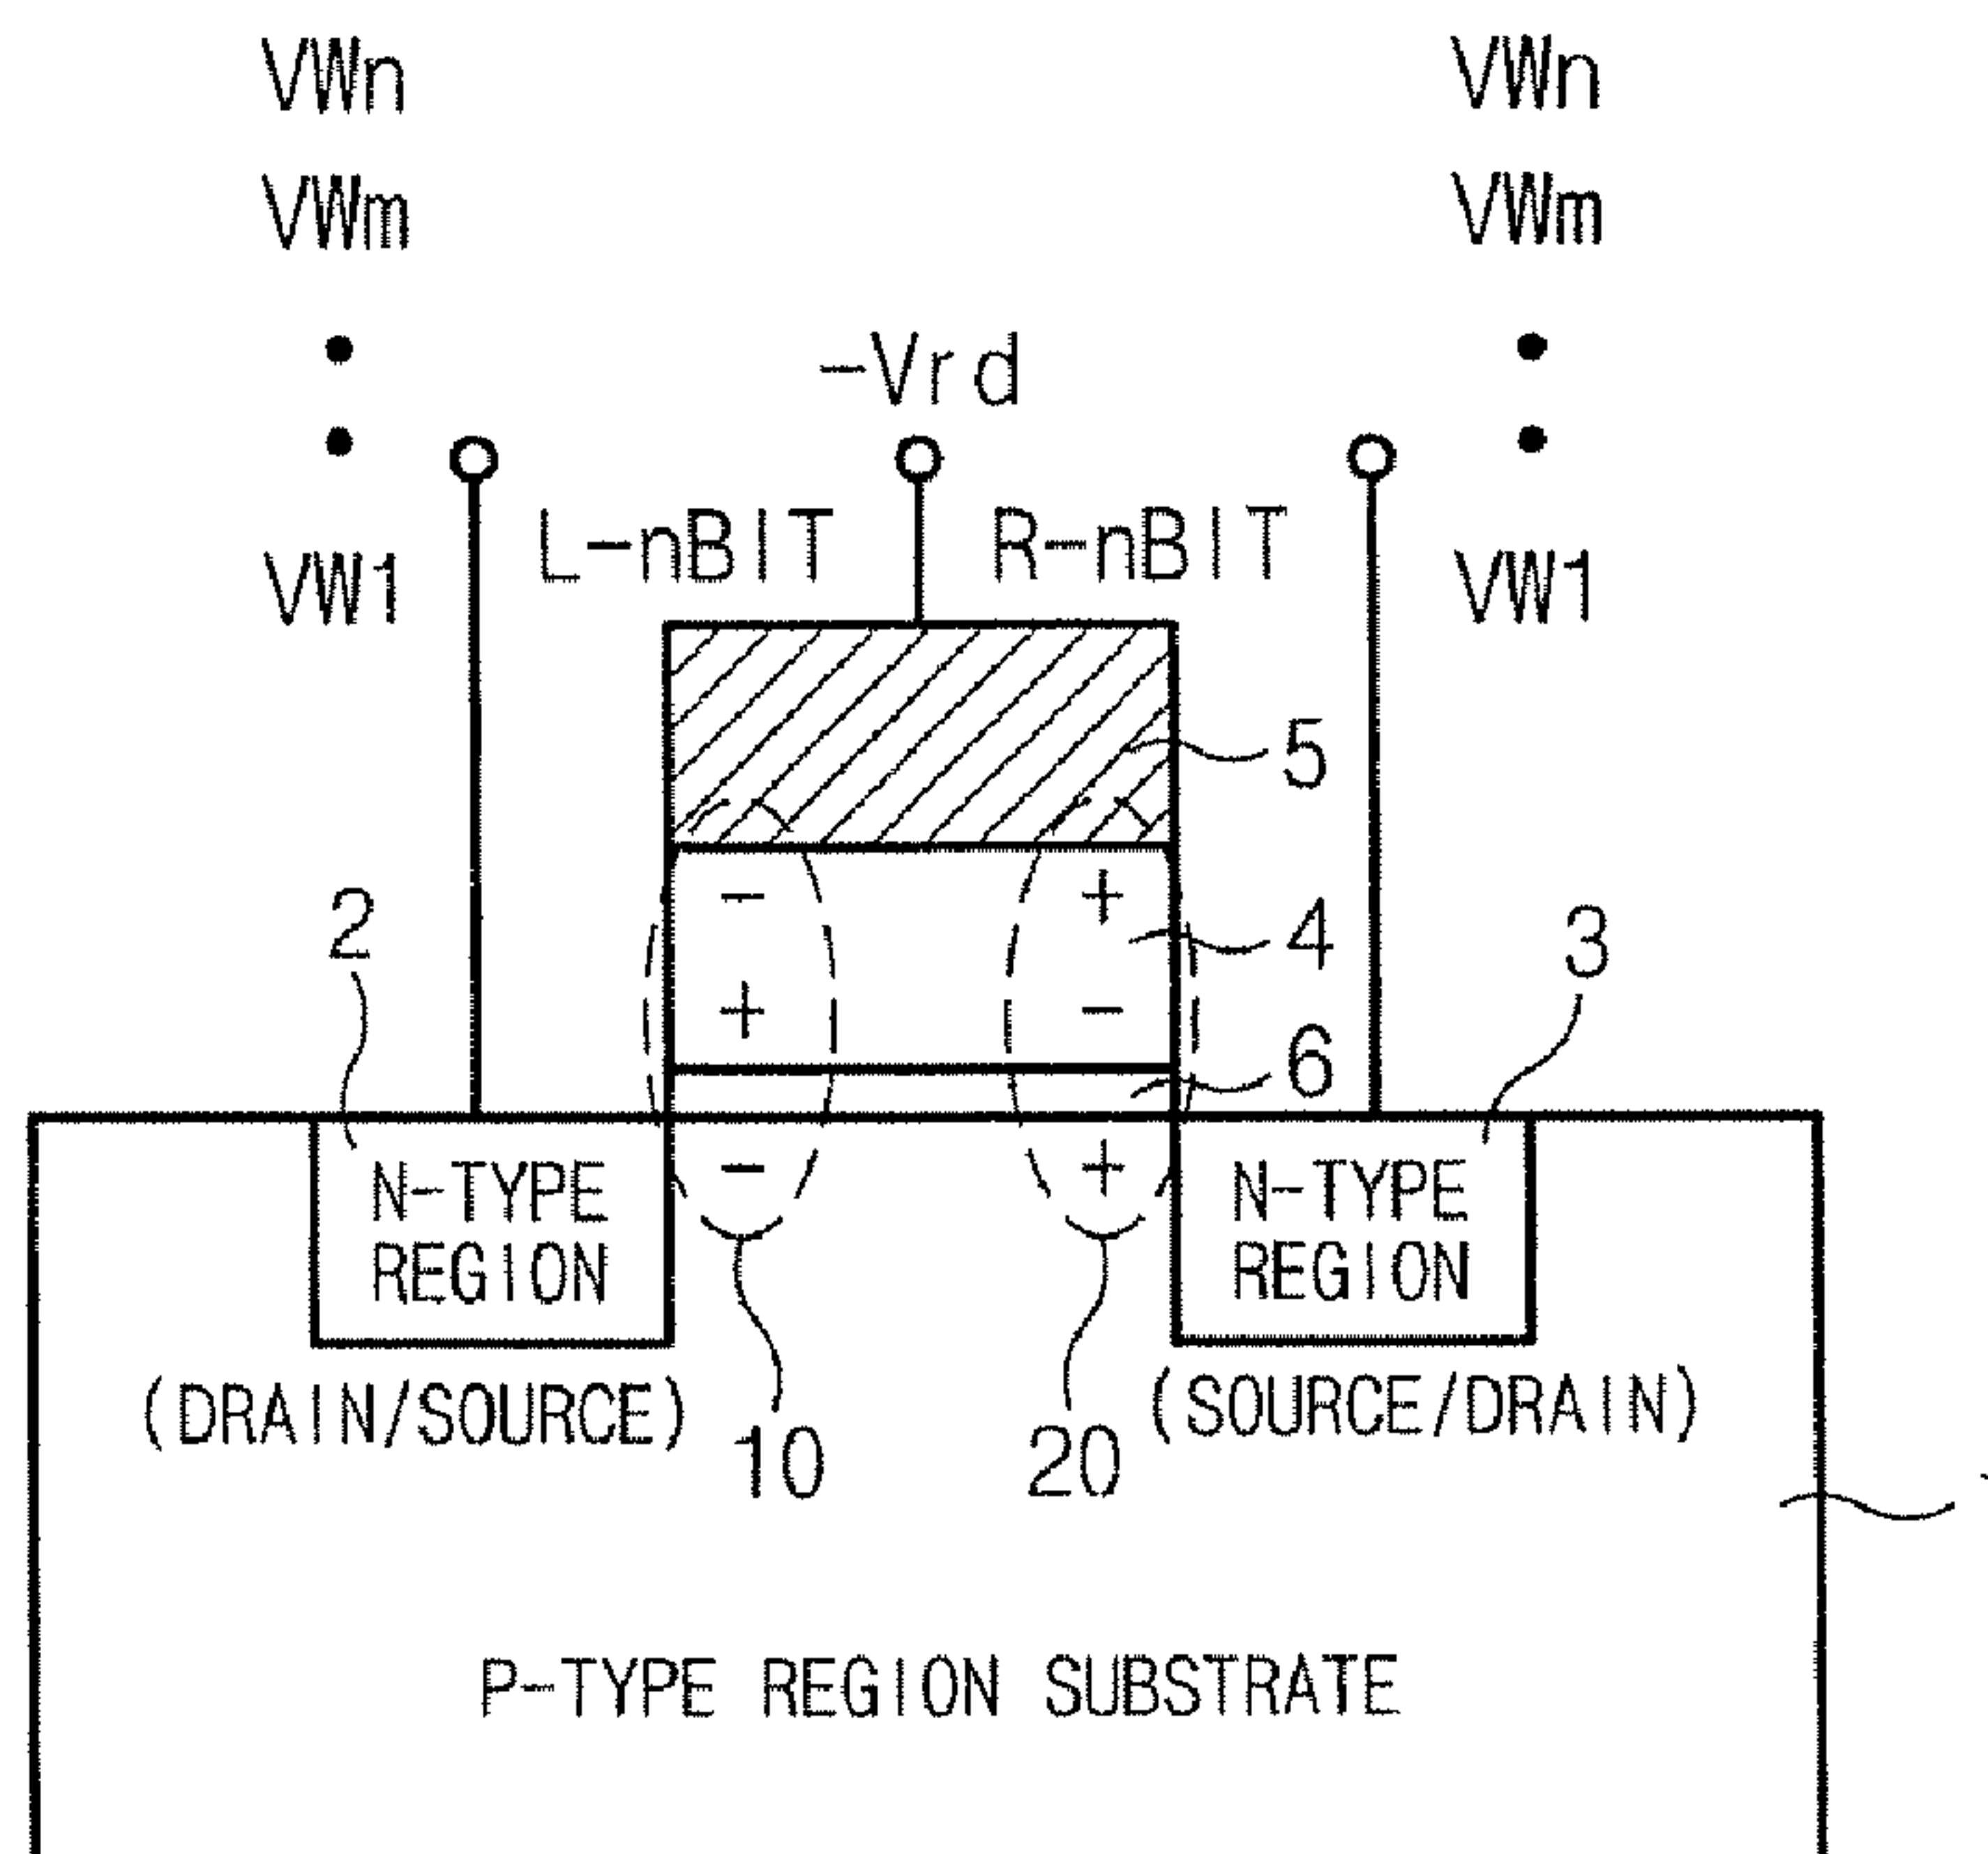 VWn
VWn
VWm
VWm
-Vrd
L-nBIT
R-nBIT
VW1
VW1
5
2
4
3
6
N-TYPE
REGION
N-TYPE
REGION
(DRAIN/SOURCE)
(SOURCE/DRAIN)
10
20
P-TYPE REGION SUBSTRATE
-
+
+
-
-
+